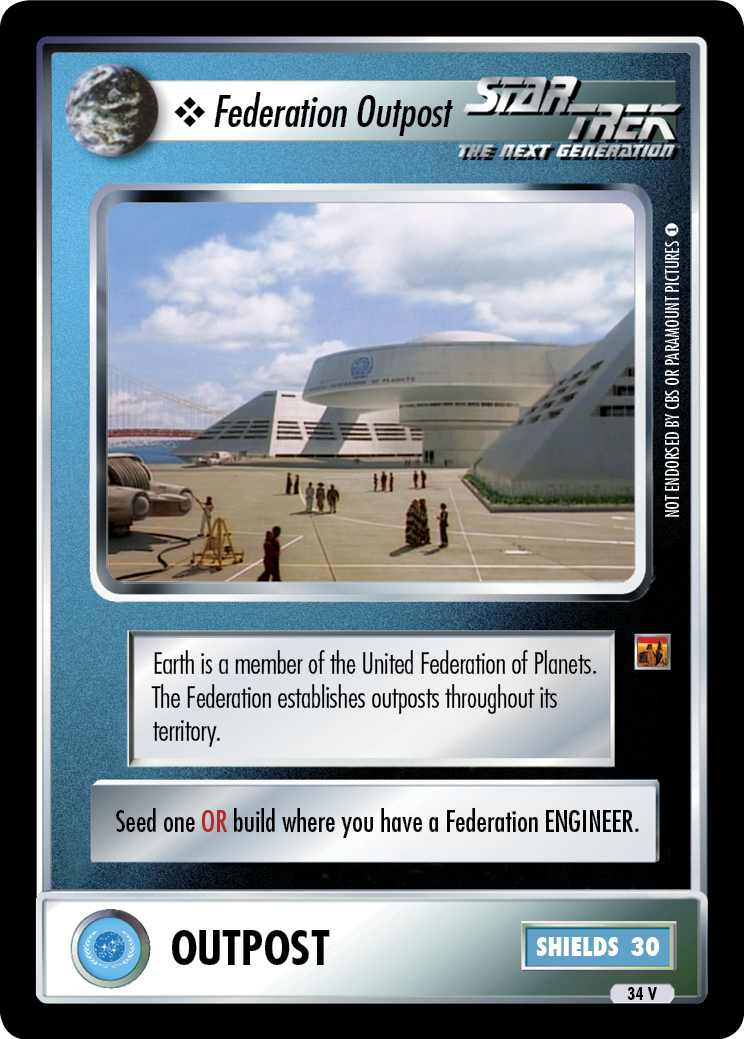 ❖ Federation Outpost
STAR TREK
THE NEXT GENERATION
NOT ENDORSED BY CBS OR PARAMOUNT PICTURES 1
Earth is a member of the United Federation of Planets.
The Federation establishes outposts throughout its
territory.
Seed one OR build where you have a Federation ENGINEER.
OUTPOST
SHIELDS 30
34 V